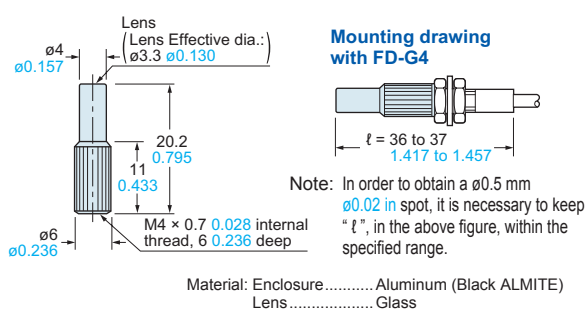 Lens
(Lens Effective dia.:
ø3.3 ø0.130)
ø4
ø0.157
20.2
0.795
11
0.433
ø6
ø0.236
M4 × 0.7 0.028 internal
thread, 6 0.236 deep
Mounting drawing
with FD-G4
ℓ = 36 to 37
1.417 to 1.457
Note: In order to obtain a ø0.5 mm
ø0.02 in spot, it is necessary to keep
“ ℓ ”, in the above figure, within the
specified range.
Material: Enclosure........... Aluminum (Black ALMITE)
Lens................... Glass